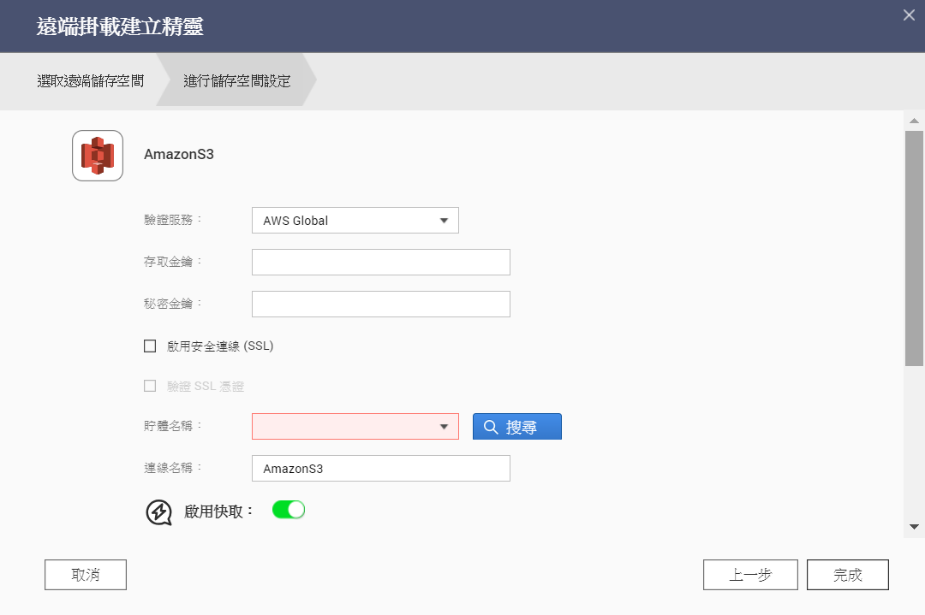 遠端掛載建立精靈
選取遠端儲存空間 進行儲存空間設定
AmazonS3
驗證服務： AWS Global
存取金鑰：
秘密金鑰：
啟用安全連線 (SSL)
驗證 SSL 憑證
貯體名稱： 搜尋
連線名稱： AmazonS3
啟用快取：
取消 上一步 完成